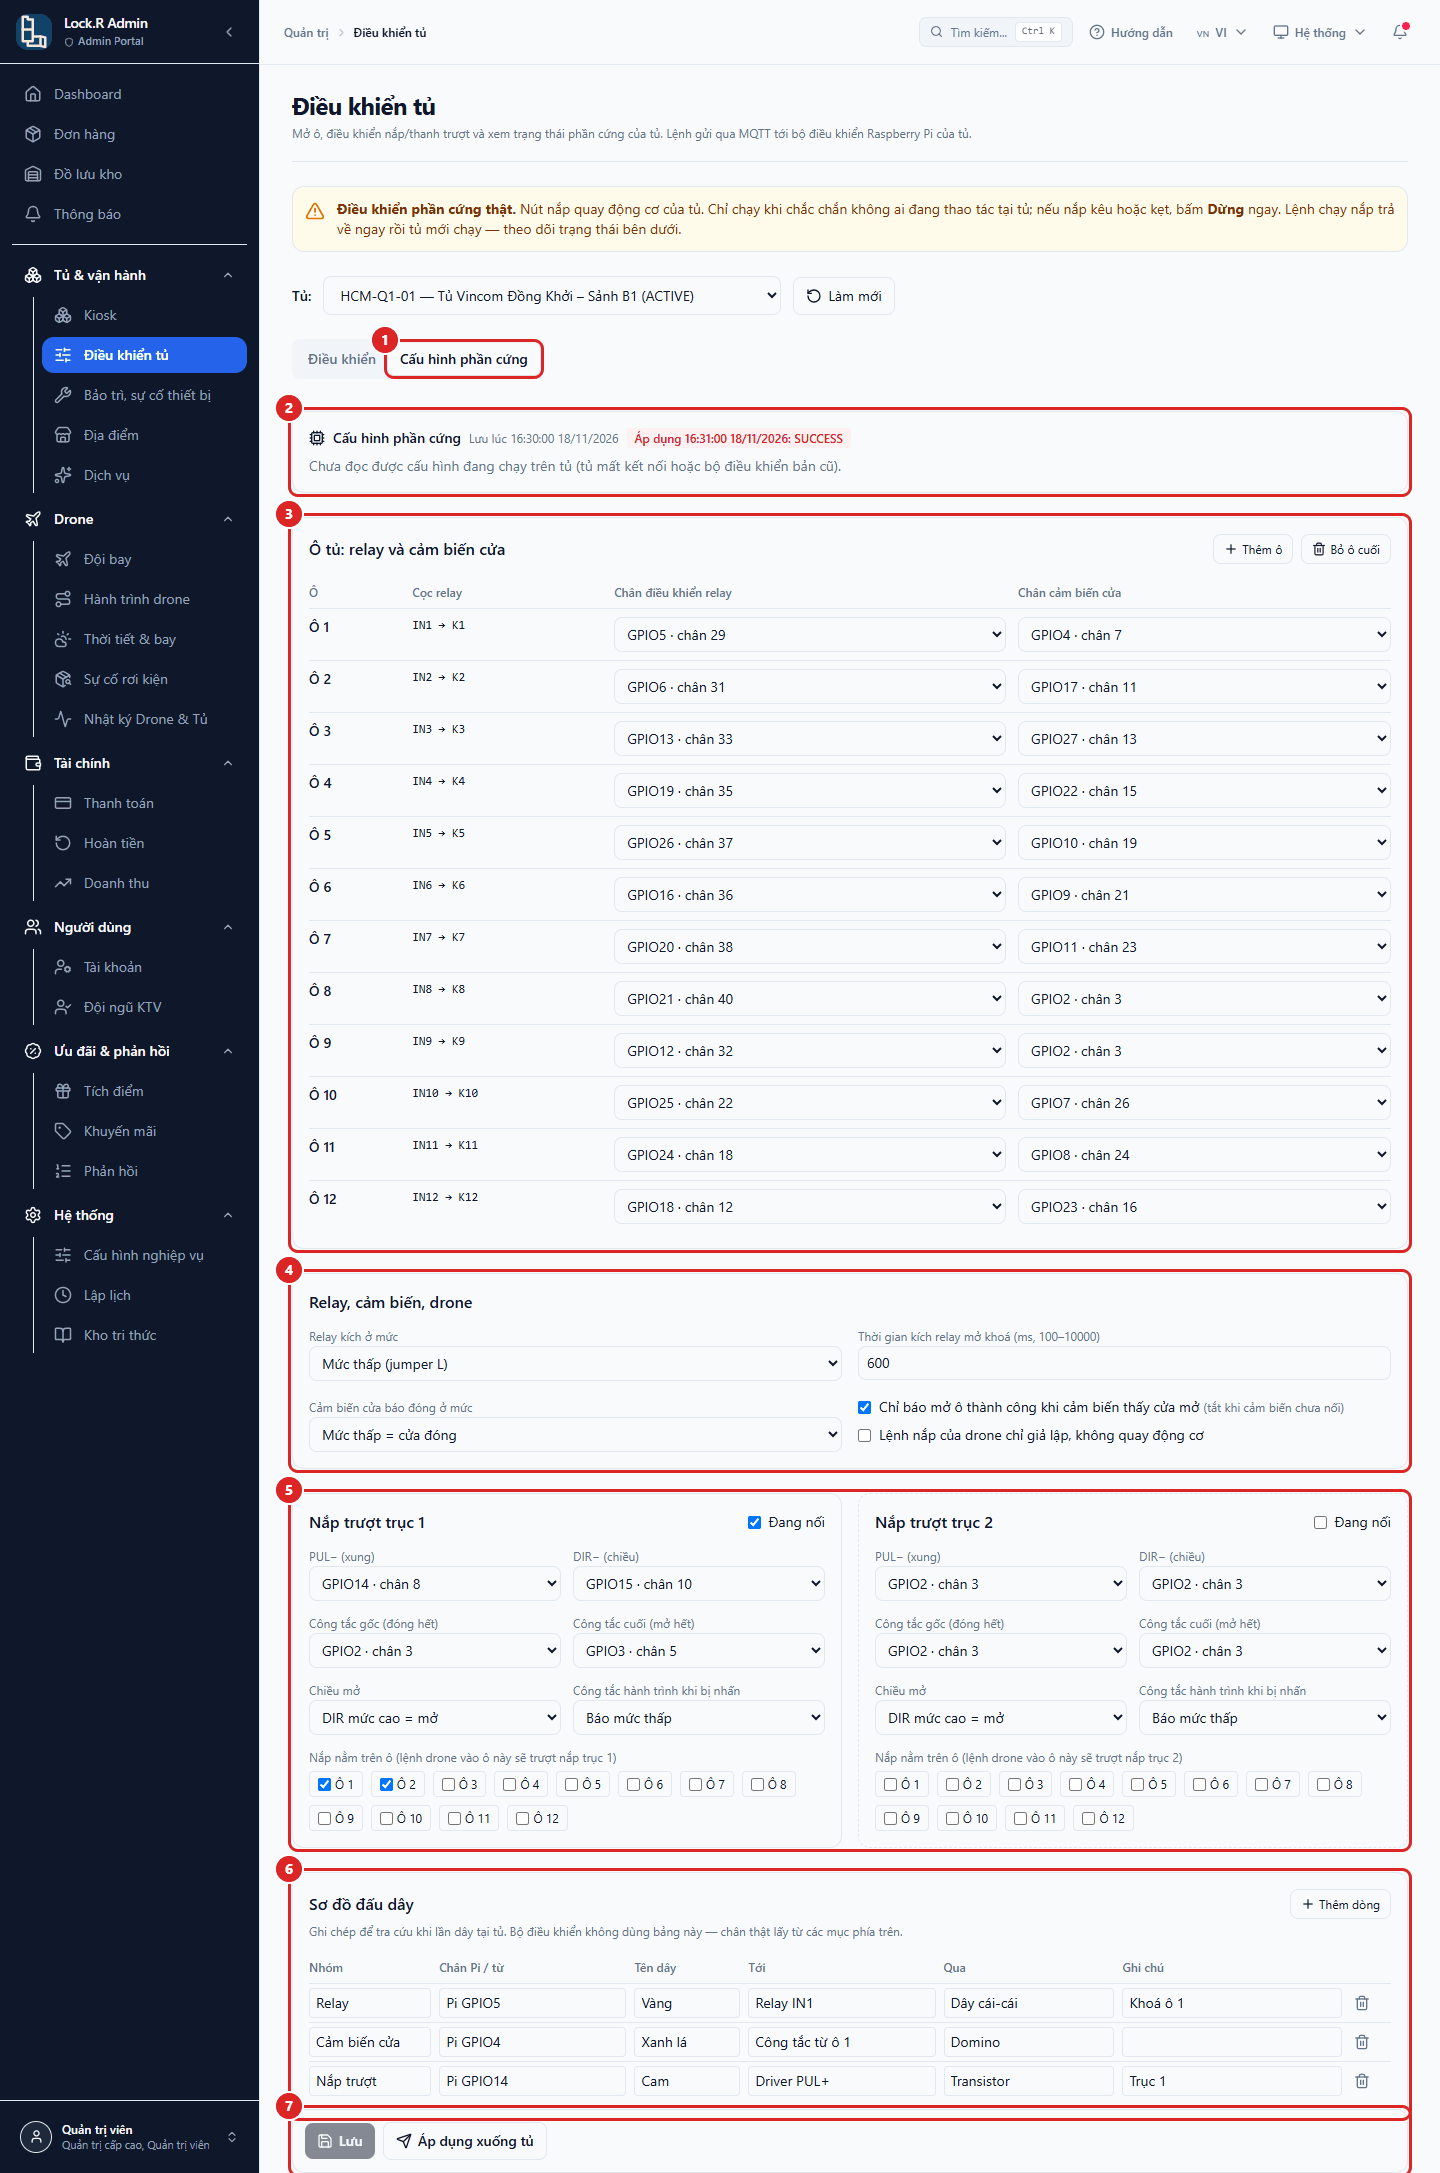 Lock.R Admin
Admin Portal
Dashboard
Đơn hàng
Đồ lưu kho
Thông báo
Tủ & vận hành
Kiosk
Điều khiển tủ
Bảo trì, sự cố thiết bị
Địa điểm
Dịch vụ
Drone
Đội bay
Hành trình drone
Thời tiết & bay
Sự cố rơi kiện
Nhật ký Drone & Tủ
Tài chính
Thanh toán
Hoàn tiền
Doanh thu
Người dùng
Tài khoản
Đội ngũ KTV
Ưu đãi & phản hồi
Tích điểm
Khuyến mãi
Phản hồi
Hệ thống
Cấu hình nghiệp vụ
Lập lịch
Kho tri thức
Quản trị viên
Quản trị cấp cao, Quản trị viên
Quản trị > Điều khiển tủ
Tìm kiếm... Ctrl K
Hướng dẫn
VN VI
Hệ thống
Điều khiển tủ
Mở ô, điều khiển nắp/thanh trượt và xem trạng thái phần cứng của tủ. Lệnh gửi qua MQTT tới bộ điều khiển Raspberry Pi của tủ.
Điều khiển phần cứng thật. Nút nắp quay động cơ của tủ. Chỉ chạy khi chắc chắn không ai đang thao tác tại tủ; nếu nắp kêu hoặc kẹt, bấm Dừng ngay. Lệnh chạy nắp trả
về ngay rồi tủ mới chạy — theo dõi trạng thái bên dưới.
Tủ: HCM-Q1-01 — Tủ Vincom Đồng Khởi – Sảnh B1 (ACTIVE) Làm mới
1
Điều khiển Cấu hình phần cứng
2
Cấu hình phần cứng Lưu lúc 16:30:00 18/11/2026 Áp dụng 16:31:00 18/11/2026: SUCCESS
Chưa đọc được cấu hình đang chạy trên tủ (tủ mất kết nối hoặc bộ điều khiển bản cũ).
3
Ô tủ: relay và cảm biến cửa Thêm ô Bỏ ô cuối
Ô Cọc relay Chân điều khiển relay Chân cảm biến cửa
Ô 1 IN1 → K1 GPIO5 · chân 29 GPIO4 · chân 7
Ô 2 IN2 → K2 GPIO6 · chân 31 GPIO17 · chân 11
Ô 3 IN3 → K3 GPIO13 · chân 33 GPIO27 · chân 13
Ô 4 IN4 → K4 GPIO19 · chân 35 GPIO22 · chân 15
Ô 5 IN5 → K5 GPIO26 · chân 37 GPIO10 · chân 19
Ô 6 IN6 → K6 GPIO16 · chân 36 GPIO9 · chân 21
Ô 7 IN7 → K7 GPIO20 · chân 38 GPIO11 · chân 23
Ô 8 IN8 → K8 GPIO21 · chân 40 GPIO2 · chân 3
Ô 9 IN9 → K9 GPIO12 · chân 32 GPIO2 · chân 3
Ô 10 IN10 → K10 GPIO25 · chân 22 GPIO7 · chân 26
Ô 11 IN11 → K11 GPIO24 · chân 18 GPIO8 · chân 24
Ô 12 IN12 → K12 GPIO18 · chân 12 GPIO23 · chân 16
4
Relay, cảm biến, drone
Relay kích ở mức Thời gian kích relay mở khoá (ms, 100–10000)
Mức thấp (jumper L) 600
Cảm biến cửa báo đóng ở mức Chỉ báo mở ô thành công khi cảm biến thấy cửa mở (tắt khi cảm biến chưa nối)
Mức thấp = cửa đóng Lệnh nắp của drone chỉ giả lập, không quay động cơ
5
Nắp trượt trục 1 Đang nối
PUL− (xung) DIR− (chiều)
GPIO14 · chân 8 GPIO15 · chân 10
Công tắc gốc (đóng hết) Công tắc cuối (mở hết)
GPIO2 · chân 3 GPIO3 · chân 5
Chiều mở Công tắc hành trình khi bị nhấn
DIR mức cao = mở Báo mức thấp
Nắp nằm trên ô (lệnh drone vào ô này sẽ trượt nắp trục 1)
Ô 1 Ô 2 Ô 3 Ô 4 Ô 5 Ô 6 Ô 7 Ô 8
Ô 9 Ô 10 Ô 11 Ô 12
Nắp trượt trục 2 Đang nối
PUL− (xung) DIR− (chiều)
GPIO2 · chân 3 GPIO2 · chân 3
Công tắc gốc (đóng hết) Công tắc cuối (mở hết)
GPIO2 · chân 3 GPIO2 · chân 3
Chiều mở Công tắc hành trình khi bị nhấn
DIR mức cao = mở Báo mức thấp
Nắp nằm trên ô (lệnh drone vào ô này sẽ trượt nắp trục 2)
Ô 1 Ô 2 Ô 3 Ô 4 Ô 5 Ô 6 Ô 7 Ô 8
Ô 9 Ô 10 Ô 11 Ô 12
6
Sơ đồ đấu dây Thêm dòng
Ghi chép để tra cứu khi lần dây tại tủ. Bộ điều khiển không dùng bảng này — chân thật lấy từ các mục phía trên.
Nhóm Chân Pi / từ Tên dây Tới Qua Ghi chú
Relay Pi GPIO5 Vàng Relay IN1 Dây cái-cái Khoá ô 1
Cảm biến cửa Pi GPIO4 Xanh lá Công tắc từ ô 1 Domino
Nắp trượt Pi GPIO14 Cam Driver PUL+ Transistor Trục 1
7
Lưu Áp dụng xuống tủ